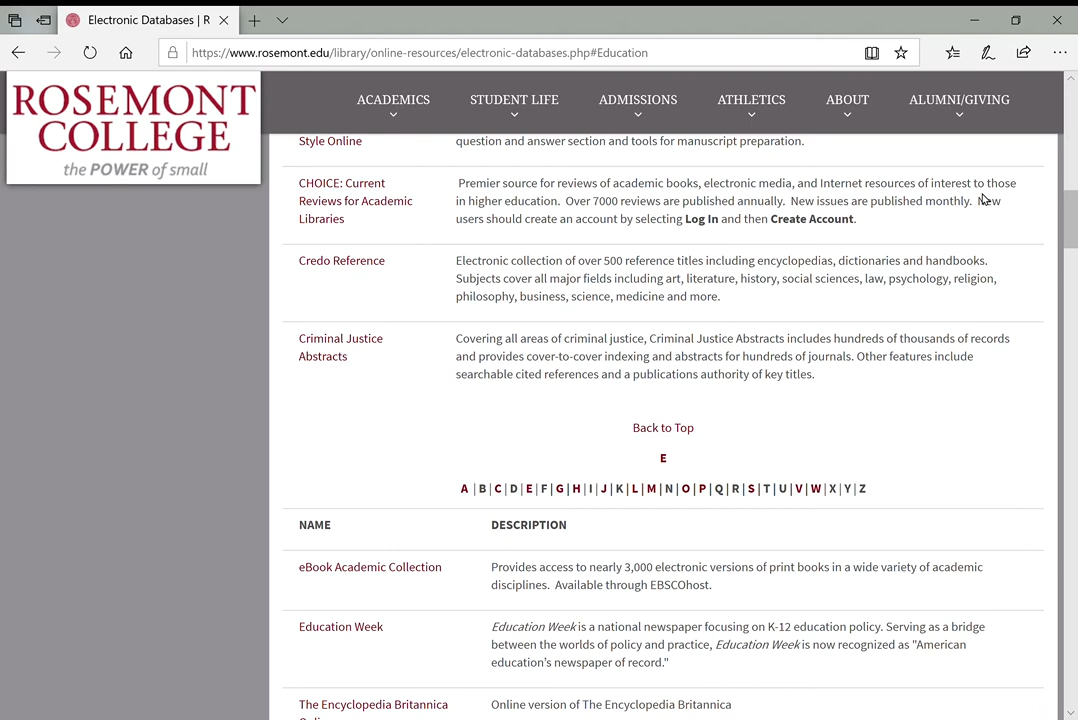 Electronic Databases | R
https://www.rosemont.edu/library/online-resources/electronic-databases.php#Education
ROSEMONT
COLLEGE
the POWER of small
ACADEMICS
STUDENT LIFE
ADMISSIONS
ATHLETICS
ABOUT
ALUMNI/GIVING
Style Online
question and answer section and tools for manuscript preparation.
CHOICE: Current
Reviews for Academic
Libraries
Premier source for reviews of academic books, electronic media, and Internet resources of interest to those
in higher education. Over 7000 reviews are published annually. New issues are published monthly. New
users should create an account by selecting Log In and then Create Account.
Credo Reference
Electronic collection of over 500 reference titles including encyclopedias, dictionaries and handbooks.
Subjects cover all major fields including art, literature, history, social sciences, law, psychology, religion,
philosophy, business, science, medicine and more.
Criminal Justice
Abstracts
Covering all areas of criminal justice, Criminal Justice Abstracts includes hundreds of thousands of records
and provides cover-to-cover indexing and abstracts for hundreds of journals. Other features include
searchable cited references and a publications authority of key titles.
Back to Top
E
A | B | C | D | E | F | G | H | I | J | K | L | M | N | O | P | Q | R | S | T | U | V | W | X | Y | Z
NAME
DESCRIPTION
eBook Academic Collection
Provides access to nearly 3,000 electronic versions of print books in a wide variety of academic
disciplines. Available through EBSCOhost.
Education Week
Education Week is a national newspaper focusing on K-12 education policy. Serving as a bridge
between the worlds of policy and practice, Education Week is now recognized as "American
education's newspaper of record."
The Encyclopedia Britannica
Online version of The Encyclopedia Britannica